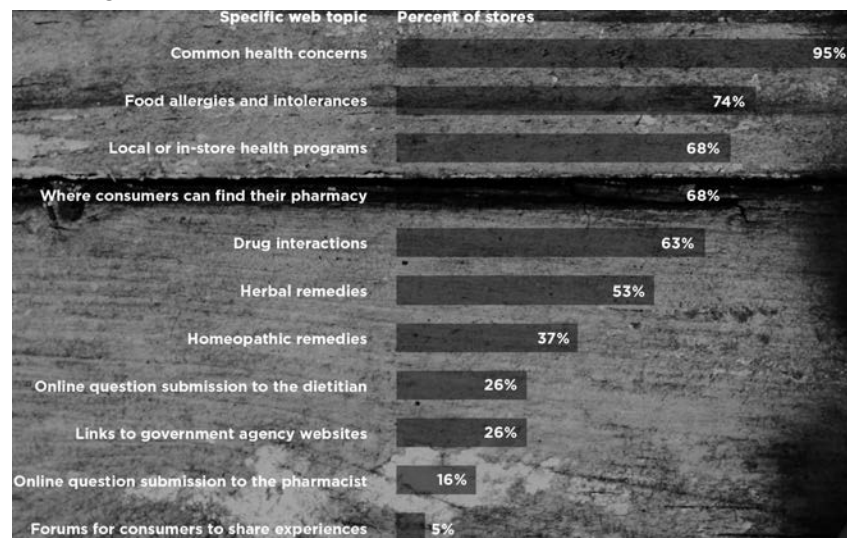 Specific web topic Percent of stores
Common health concerns 95%
Food allergies and intolerances 74%
Local or in-store health programs 68%
Where consumers can find their pharmacy 68%
Drug interactions 63%
Herbal remedies 53%
Homeopathic remedies 37%
Online question submission to the dietitian 26%
Links to government agency websites 26%
Online question submission to the pharmacist 16%
Forums for consumers to share experiences 5%